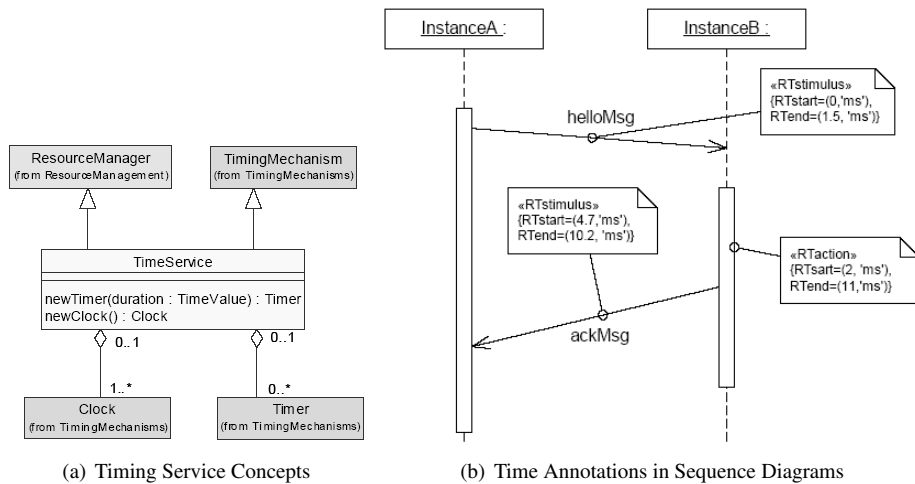 ResourceManager
(from ResourceManagement)
TimingMechanism
(from TimingMechanisms)
TimeService
newTimer(duration : TimeValue) : Timer
newClock() : Clock
0..1
0..1
1..*
0..*
Clock
(from TimingMechanisms)
Timer
(from TimingMechanisms)
(a) Timing Service Concepts
InstanceA :
InstanceB :
helloMsg
«RTstimulus»
{RTstart=(0,'ms'),
RTend=(1.5, 'ms')}
«RTstimulus»
{RTstart=(4.7,'ms'),
RTend=(10.2, 'ms')}
«RTaction»
{RTsart=(2, 'ms'),
RTend=(11,'ms')}
ackMsg
(b) Time Annotations in Sequence Diagrams